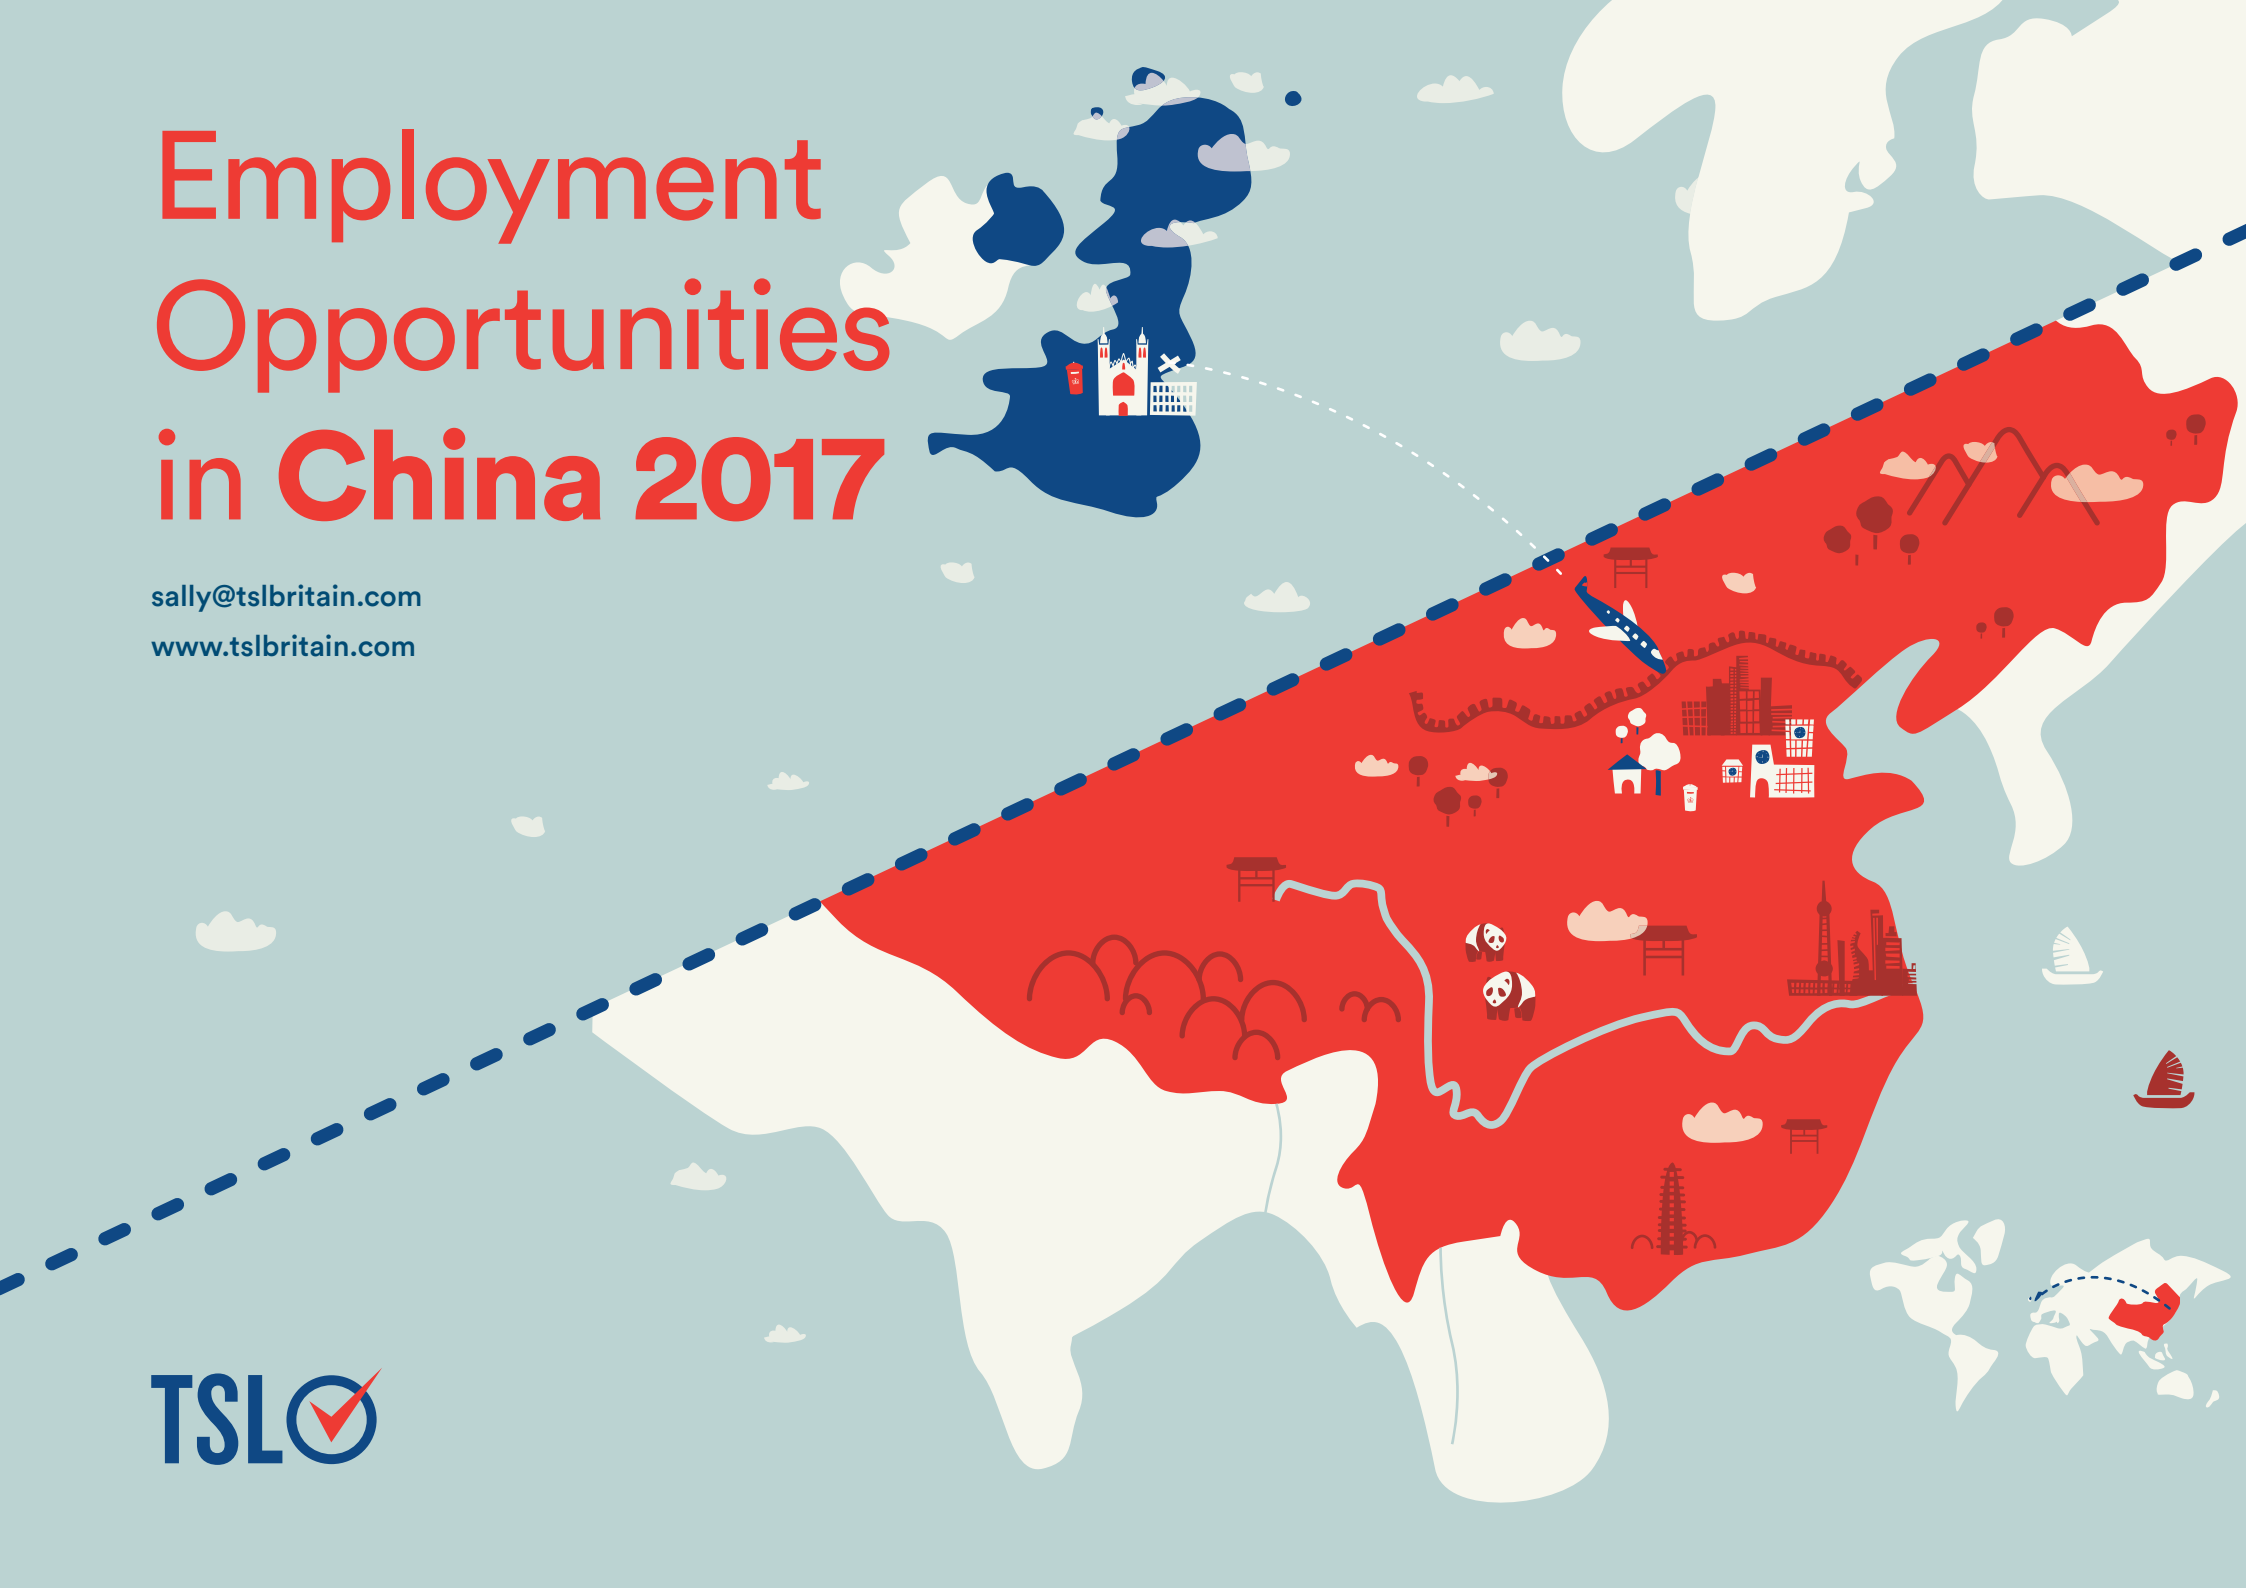 Employment
Opportunities
in China 2017
sally@tslbritain.com
www.tslbritain.com
TSL